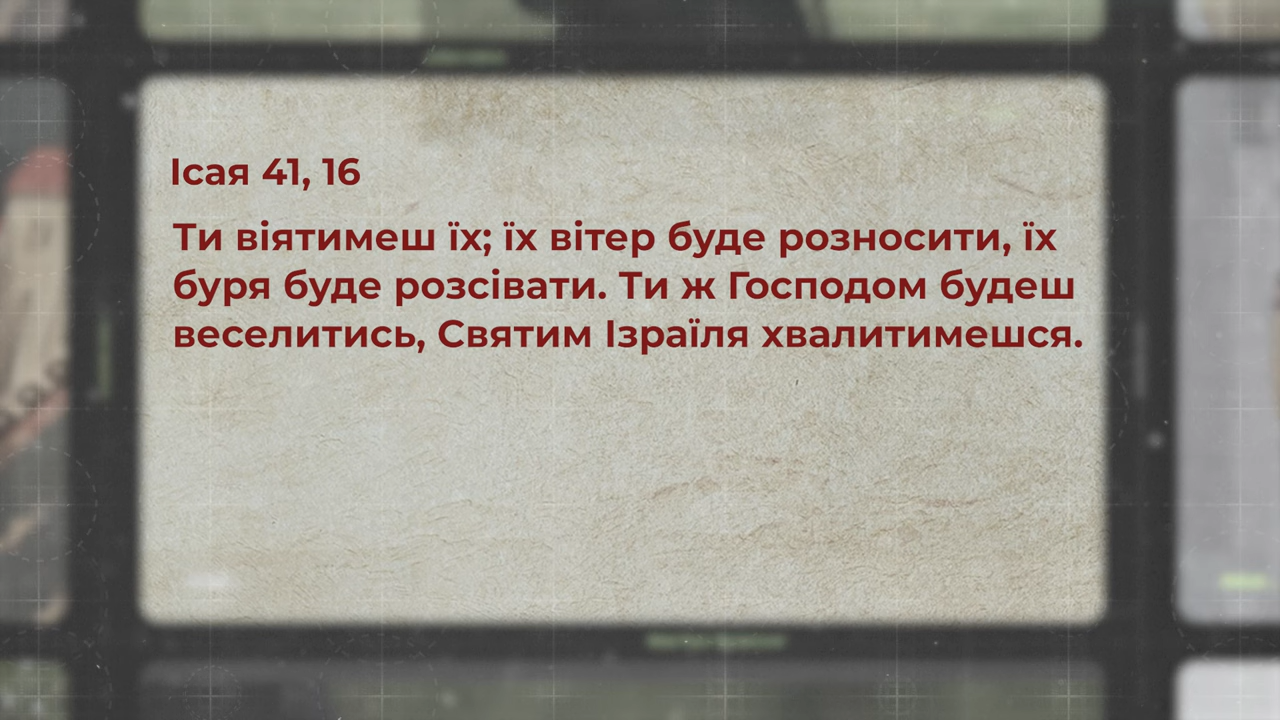 Ісая 41, 16
Ти віятимеш їх; їх вітер буде розносити, їх
буря буде розсівати. Ти ж Господом будеш
веселитись, Святим Ізраїля хвалитимешся.